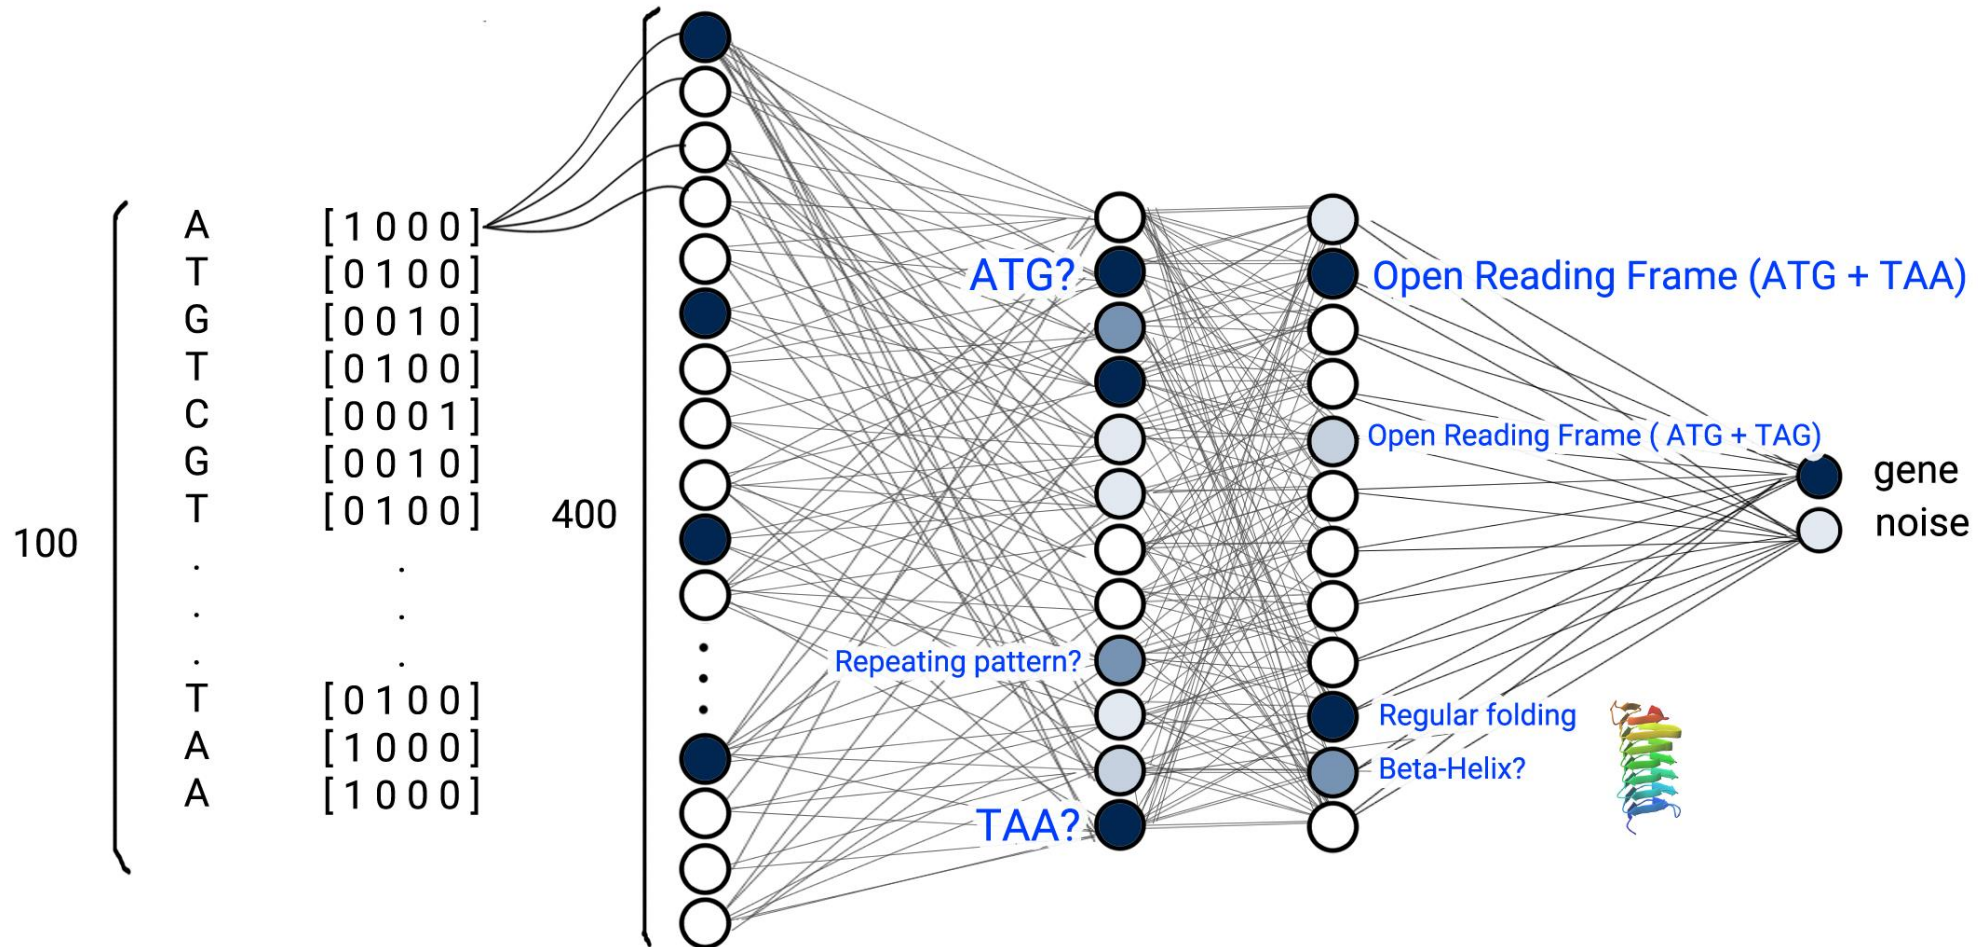 100
A [1 0 0 0]
T [0 1 0 0]
G [0 0 1 0]
T [0 1 0 0]
C [0 0 0 1]
G [0 0 1 0]
T [0 1 0 0]
. .
. .
. .
T [0 1 0 0]
A [1 0 0 0]
A [1 0 0 0]
400
ATG?
Repeating pattern?
TAA?
Open Reading Frame (ATG + TAA)
Open Reading Frame ( ATG + TAG)
Regular folding
Beta-Helix?
gene
noise